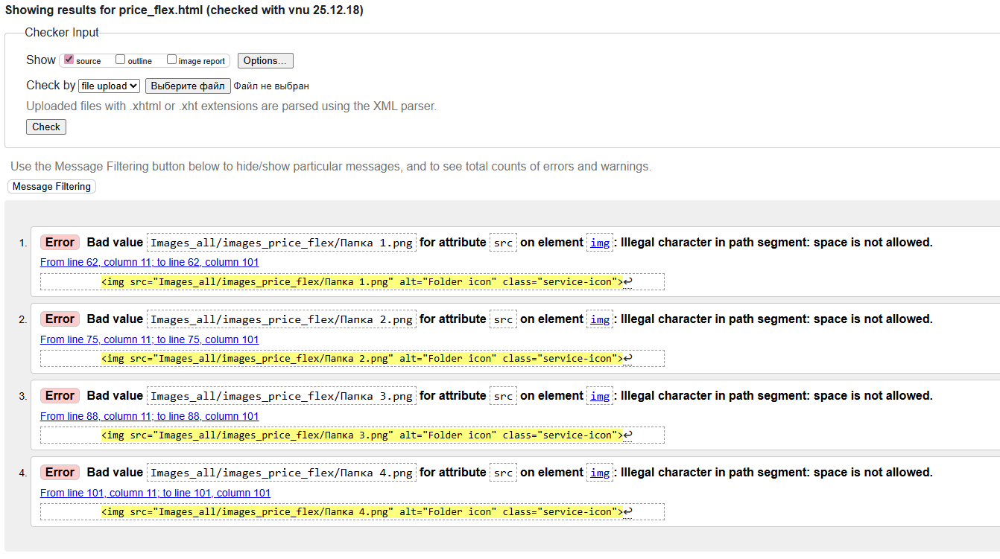 Showing results for price_flex.html (checked with vnu 25.12.18)
Checker Input
Show source outline image report Options...
Check by file upload Выберите файл Файл не выбран
Uploaded files with .xhtml or .xht extensions are parsed using the XML parser.
Check
Use the Message Filtering button below to hide/show particular messages, and to see total counts of errors and warnings.
Message Filtering
1. Error Bad value Images_all/images_price_flex/Папка 1.png for attribute src on element img: Illegal character in path segment: space is not allowed.
From line 62, column 11; to line 62, column 101
<img src="Images_all/images_price_flex/Папка 1.png" alt="Folder icon" class="service-icon">↩
2. Error Bad value Images_all/images_price_flex/Папка 2.png for attribute src on element img: Illegal character in path segment: space is not allowed.
From line 75, column 11; to line 75, column 101
<img src="Images_all/images_price_flex/Папка 2.png" alt="Folder icon" class="service-icon">↩
3. Error Bad value Images_all/images_price_flex/Папка 3.png for attribute src on element img: Illegal character in path segment: space is not allowed.
From line 88, column 11; to line 88, column 101
<img src="Images_all/images_price_flex/Папка 3.png" alt="Folder icon" class="service-icon">↩
4. Error Bad value Images_all/images_price_flex/Папка 4.png for attribute src on element img: Illegal character in path segment: space is not allowed.
From line 101, column 11; to line 101, column 101
<img src="Images_all/images_price_flex/Папка 4.png" alt="Folder icon" class="service-icon">↩